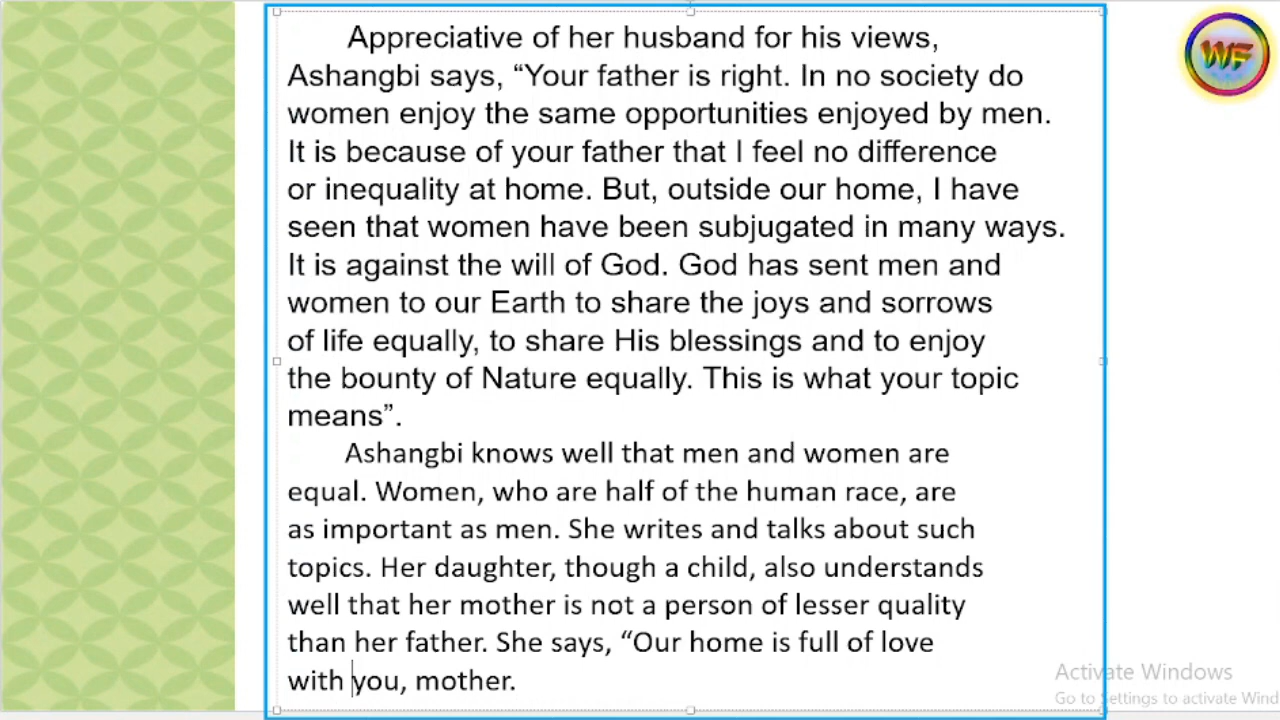 Appreciative of her husband for his views,
Ashangbi says, “Your father is right. In no society do
women enjoy the same opportunities enjoyed by men.
It is because of your father that I feel no difference
or inequality at home. But, outside our home, I have
seen that women have been subjugated in many ways.
It is against the will of God. God has sent men and
women to our Earth to share the joys and sorrows
of life equally, to share His blessings and to enjoy
the bounty of Nature equally. This is what your topic
means”.
Ashangbi knows well that men and women are
equal. Women, who are half of the human race, are
as important as men. She writes and talks about such
topics. Her daughter, though a child, also understands
well that her mother is not a person of lesser quality
than her father. She says, “Our home is full of love
with you, mother.
WF
Activate Windows
Go to Settings to activate Wind